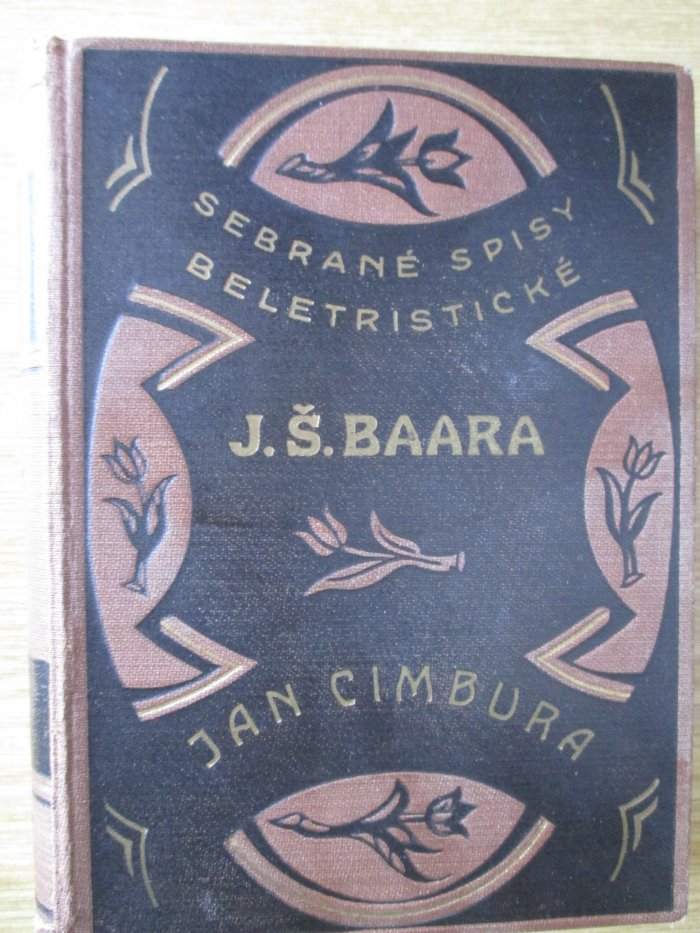 SEBRANÉ SPISY
BELETRISTICKÉ
J.Š.BAARA
JAN CIMBURA